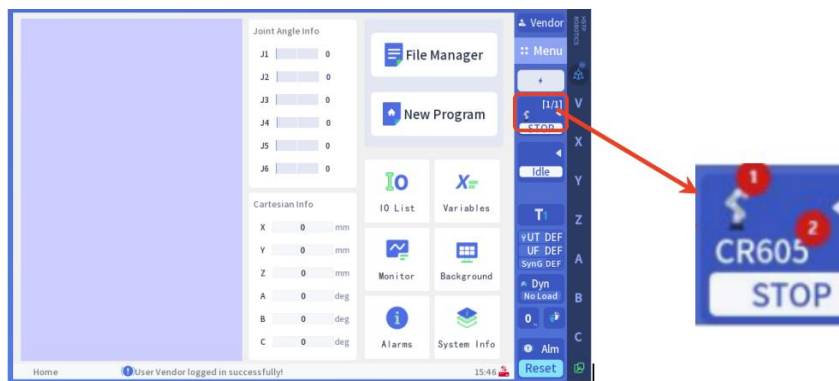 Joint Angle Info
J1 0
J2 0
J3 0
J4 0
J5 0
J6 0
Cartesian Info
X 0 mm
Y 0 mm
Z 0 mm
A 0 deg
B 0 deg
C 0 deg
File Manager
New Program
IO
IO List
X=
Variables
Monitor
Background
Alarms
System Info
Home
User Vendor logged in successfully!
15:46
Vendor
Menu
[1/1]
STOP
Idle
T1
UT DEF
UF DEF
SynG DEF
Dyn
No Load
0
Alm
Reset
ROBOTICS
V
X
Y
Z
A
B
C
1
2
CR605
STOP